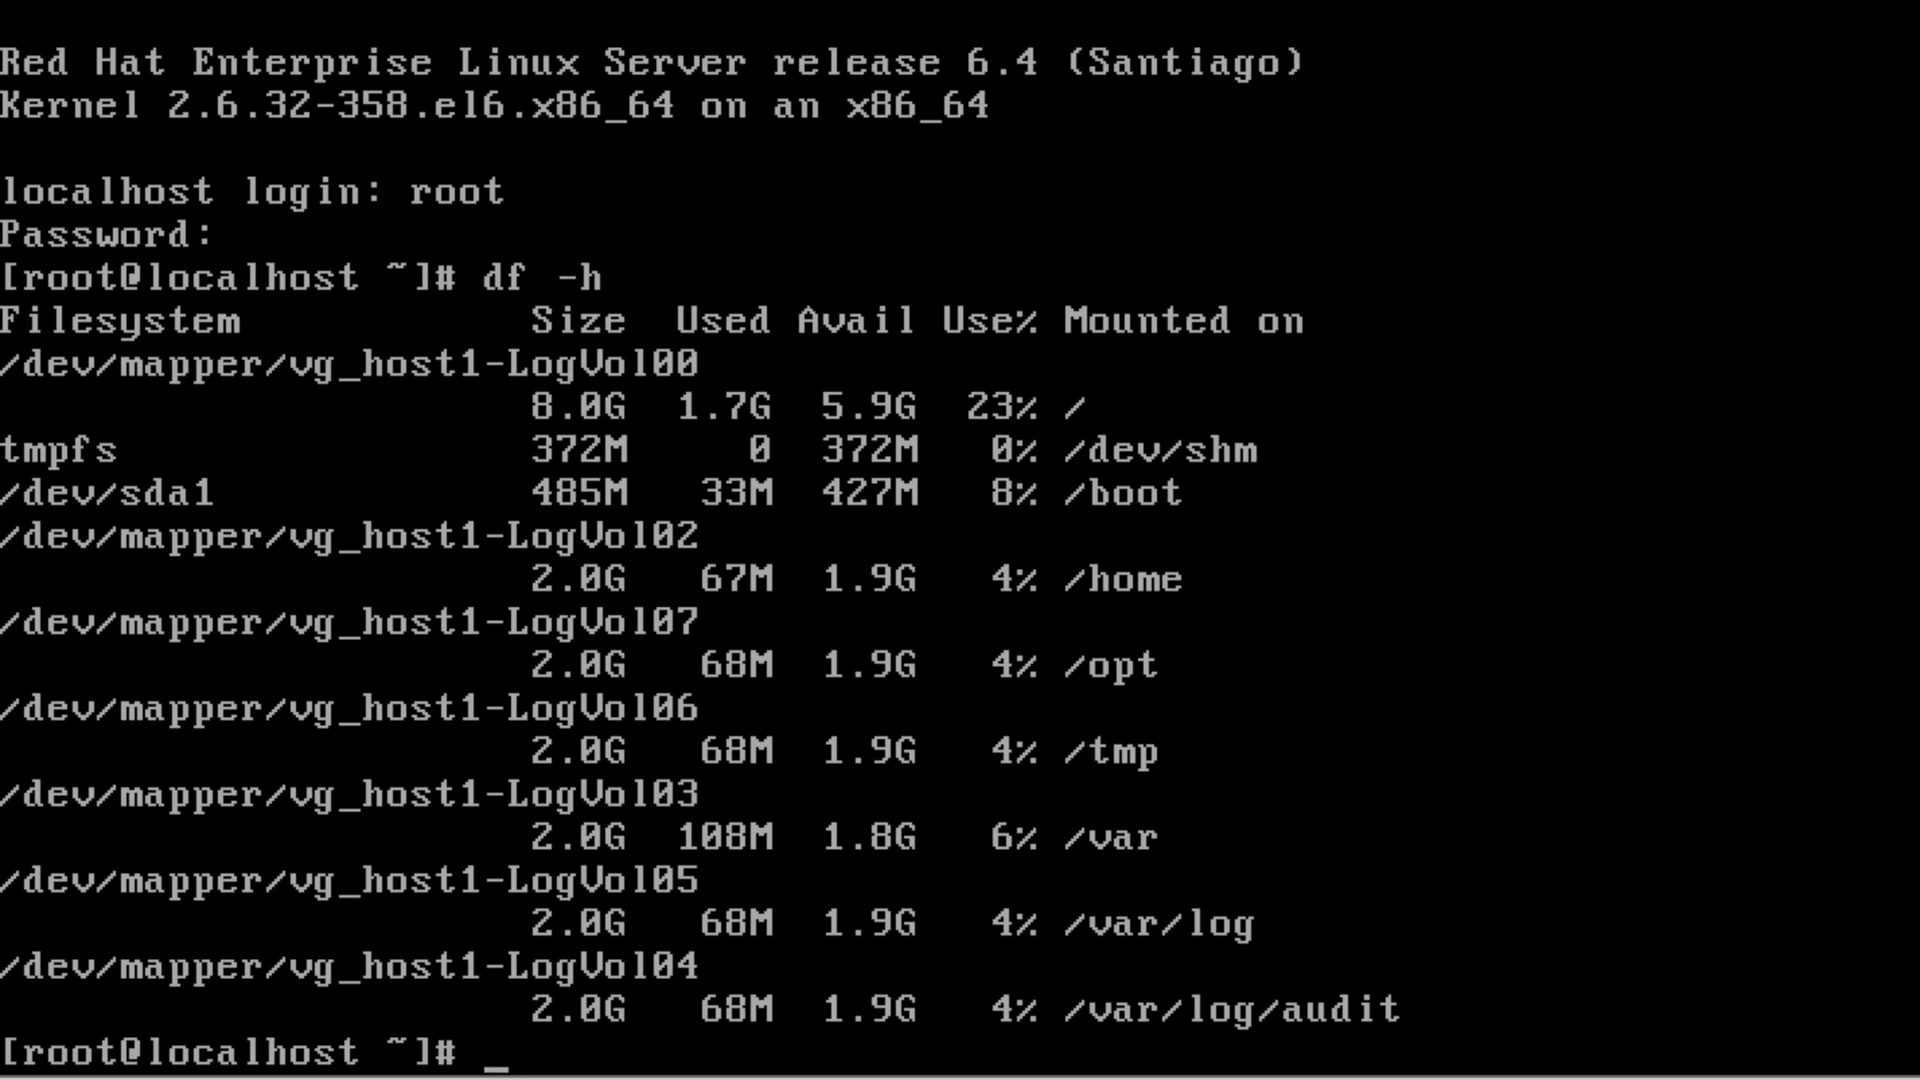 Red Hat Enterprise Linux Server release 6.4 (Santiago)
Kernel 2.6.32-358.el6.x86_64 on an x86_64
localhost login: root
Password:
[root@localhost ~]# df -h
Filesystem            Size  Used Avail Use% Mounted on
/dev/mapper/vg_host1-LogVol00
                      8.0G  1.7G  5.9G  23% /
tmpfs                 372M     0  372M   0% /dev/shm
/dev/sda1             485M   33M  427M   8% /boot
/dev/mapper/vg_host1-LogVol02
                      2.0G   67M  1.9G   4% /home
/dev/mapper/vg_host1-LogVol07
                      2.0G   68M  1.9G   4% /opt
/dev/mapper/vg_host1-LogVol06
                      2.0G   68M  1.9G   4% /tmp
/dev/mapper/vg_host1-LogVol03
                      2.0G  108M  1.8G   6% /var
/dev/mapper/vg_host1-LogVol05
                      2.0G   68M  1.9G   4% /var/log
/dev/mapper/vg_host1-LogVol04
                      2.0G   68M  1.9G   4% /var/log/audit
[root@localhost ~]# _